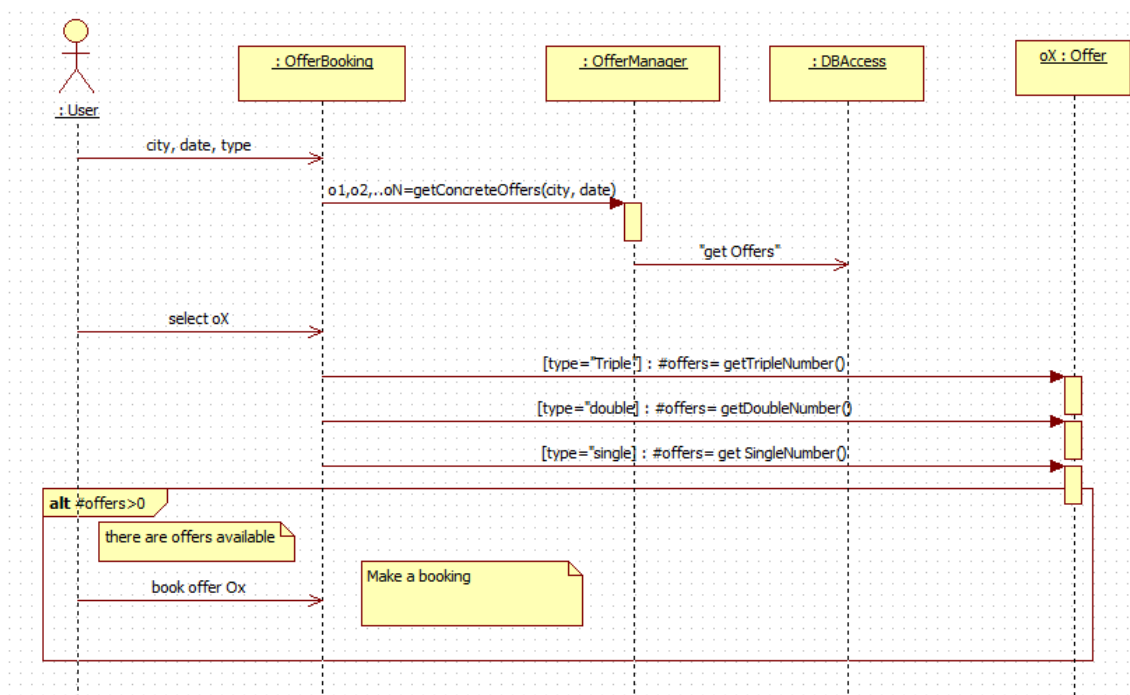 : OfferBooking
: OfferManager
: DBAccess
oX : Offer
: User
city, date, type
o1,o2,..oN=getConcreteOffers(city, date)
"get Offers"
select oX
[type="Triple"] : #offers= getTripleNumber()
[type="double] : #offers= getDoubleNumber()
[type="single] : #offers= get SingleNumber()
alt #offers>0
there are offers available
Make a booking
book offer Ox